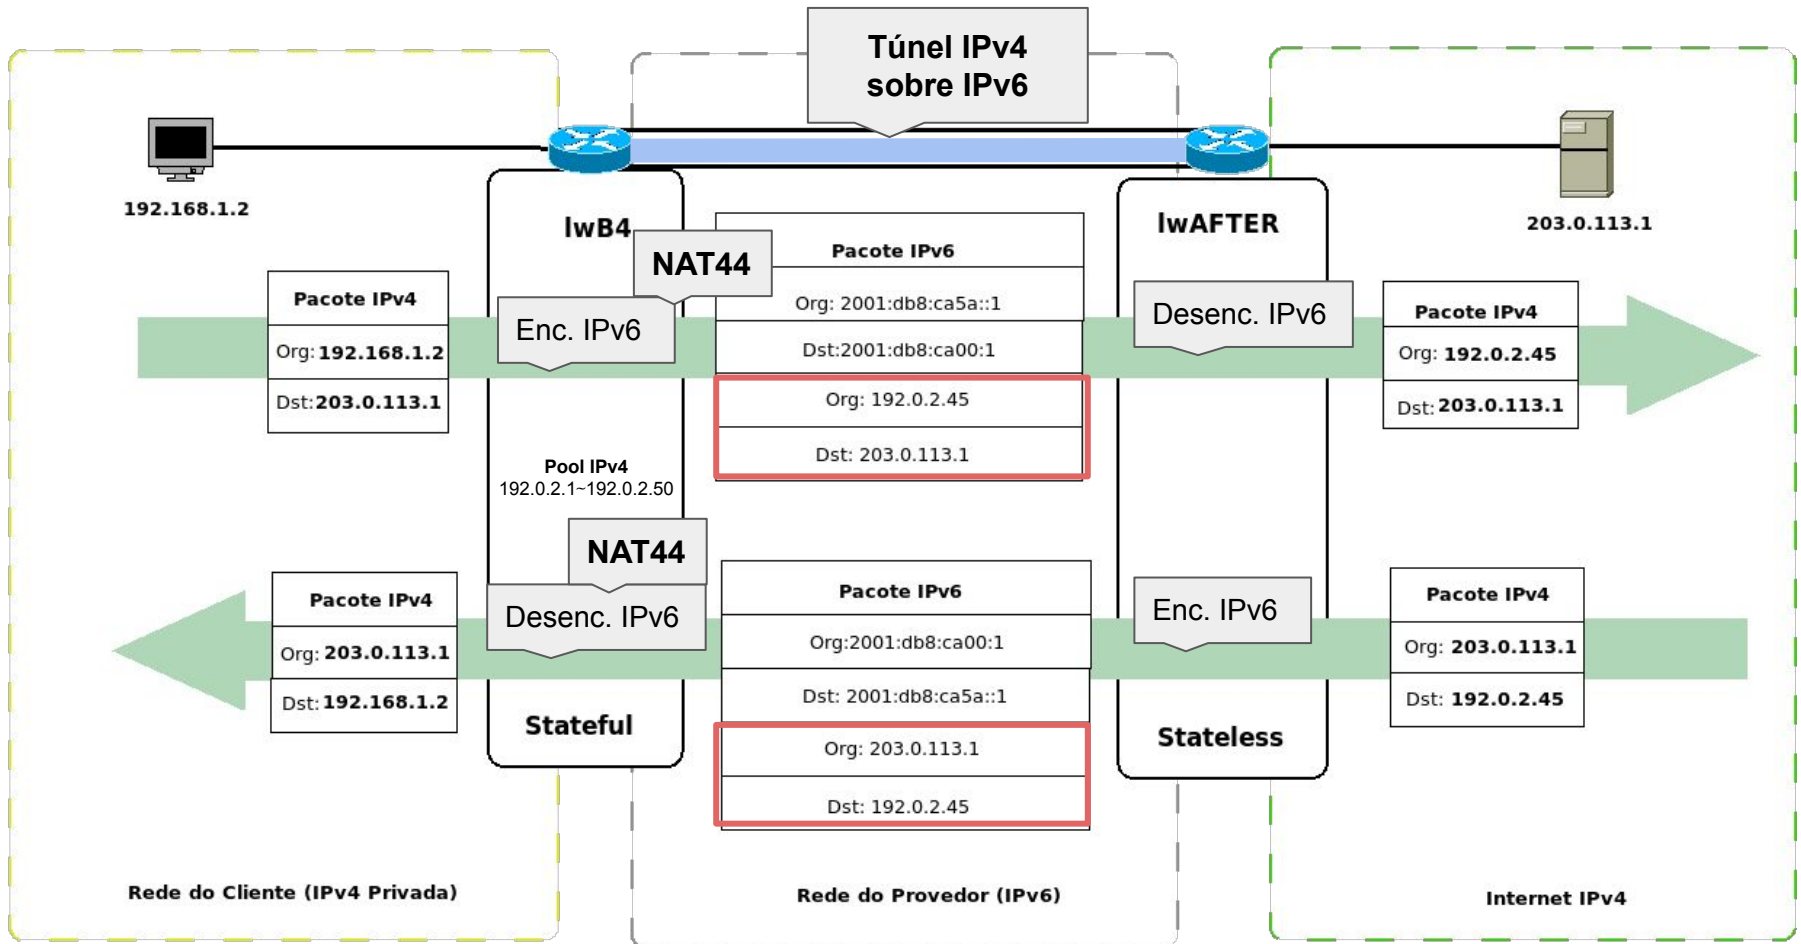 Túnel IPv4
sobre IPv6
192.168.1.2
203.0.113.1
lwB4
lwAFTER
NAT44
Pacote IPv4
Org: 192.168.1.2
Dst:203.0.113.1
Enc. IPv6
Pacote IPv6
Org: 2001:db8:ca5a::1
Dst:2001:db8:ca00:1
Org: 192.0.2.45
Dst: 203.0.113.1
Desenc. IPv6
Pacote IPv4
Org: 192.0.2.45
Dst: 203.0.113.1
Pool IPv4
192.0.2.1~192.0.2.50
NAT44
Pacote IPv4
Org: 203.0.113.1
Dst: 192.168.1.2
Desenc. IPv6
Pacote IPv6
Org:2001:db8:ca00:1
Dst: 2001:db8:ca5a::1
Org: 203.0.113.1
Dst: 192.0.2.45
Enc. IPv6
Pacote IPv4
Org: 203.0.113.1
Dst: 192.0.2.45
Stateful
Stateless
Rede do Cliente (IPv4 Privada)
Rede do Provedor (IPv6)
Internet IPv4